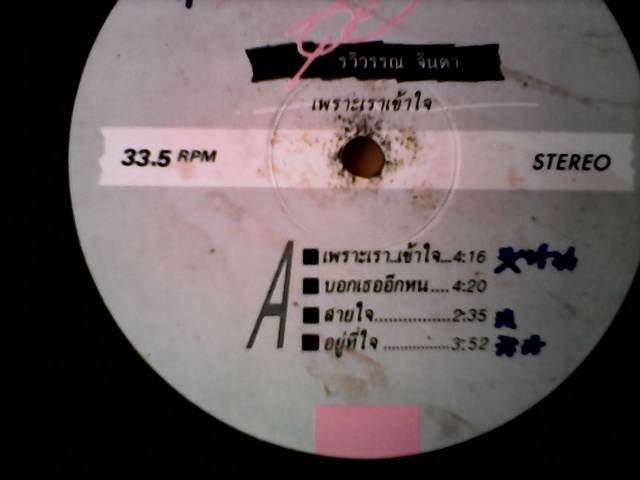 รวิวรรณ จินดา
เพราะเราเข้าใจ
33.5 RPM
STEREO
A
เพราะเรา..เข้าใจ...4:16
บอกเธออีกหน....4:20
สายใจ..................2:35
อยู่ที่ใจ...............3:52